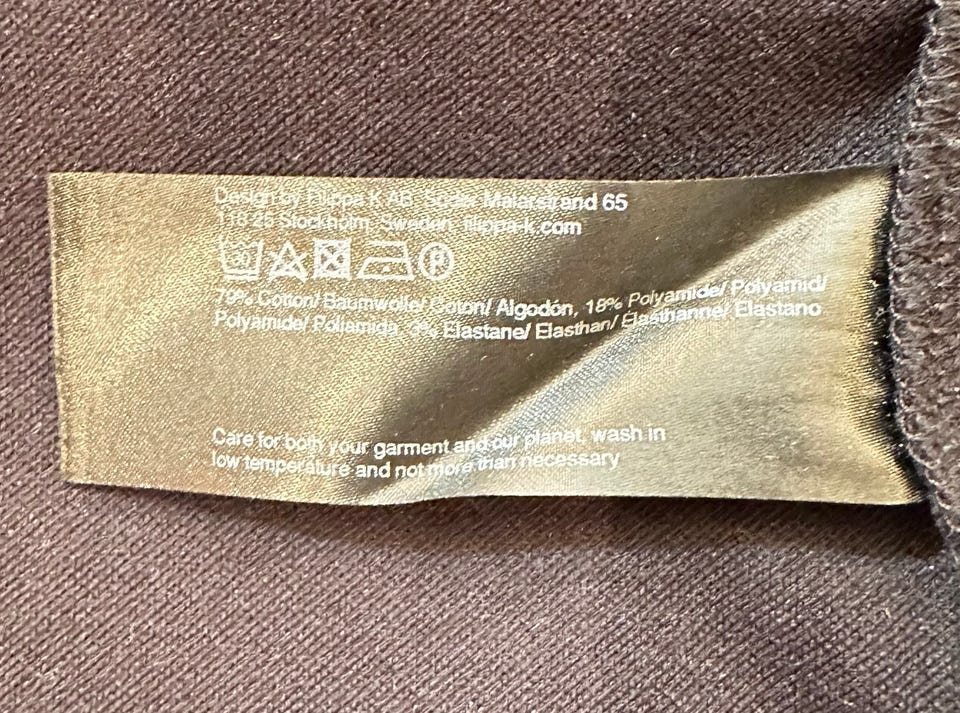 Design by Filippa K AB, Söder Mälarstrand 65
118 25 Stockholm, Sweden, filippa-k.com
30 P
79% Cotton/ Baumwolle/ Coton/ Algodón, 18% Polyamide/ Polyamid/
Polyamide/ Poliamida, 3% Elastane/ Elasthan/ Élasthanne/ Elastano
Care for both your garment and our planet, wash in
low temperature and not more than necessary